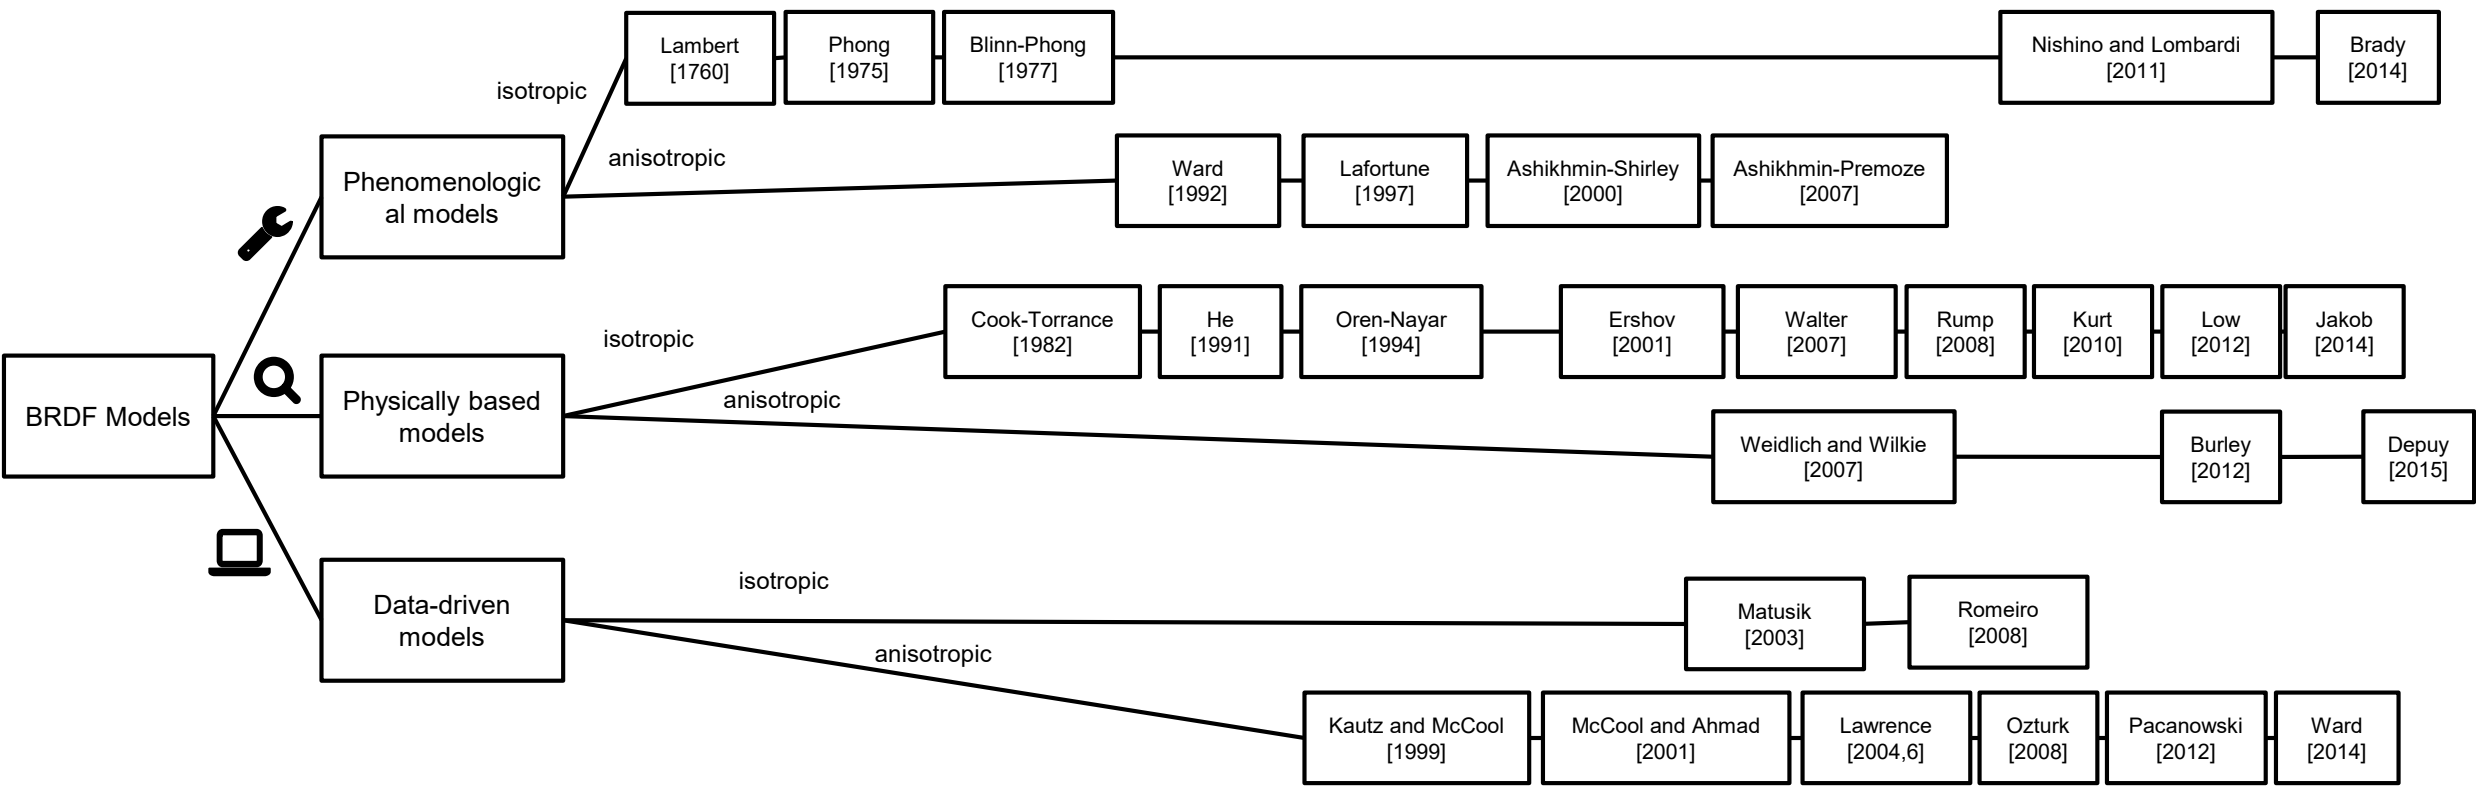 Lambert
[1760]
Phong
[1975]
Blinn-Phong
[1977]
Nishino and Lombardi
[2011]
Brady
[2014]
isotropic
anisotropic
Phenomenologic
al models
Ward
[1992]
Lafortune
[1997]
Ashikhmin-Shirley
[2000]
Ashikhmin-Premoze
[2007]
Cook-Torrance
[1982]
He
[1991]
Oren-Nayar
[1994]
Ershov
[2001]
Walter
[2007]
Rump
[2008]
Kurt
[2010]
Low
[2012]
Jakob
[2014]
isotropic
BRDF Models
Physically based
models
anisotropic
Weidlich and Wilkie
[2007]
Burley
[2012]
Depuy
[2015]
Data-driven
models
isotropic
Matusik
[2003]
Romeiro
[2008]
anisotropic
Kautz and McCool
[1999]
McCool and Ahmad
[2001]
Lawrence
[2004,6]
Ozturk
[2008]
Pacanowski
[2012]
Ward
[2014]